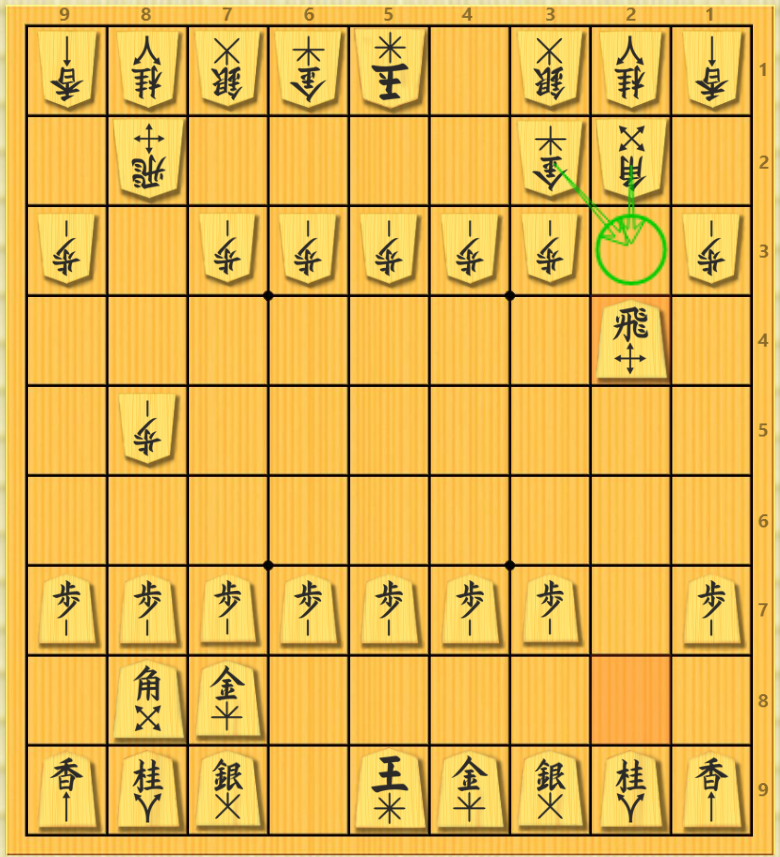 9 8 7 6 5 4 3 2 1
香 桂 銀 金 王 銀 桂 香 1
飛 金 角 2
歩 歩 歩 歩 歩 歩 歩 3
飛 4
歩 5
6
歩 歩 歩 歩 歩 歩 歩 歩 7
角 金 8
香 桂 銀 王 金 銀 桂 香 9